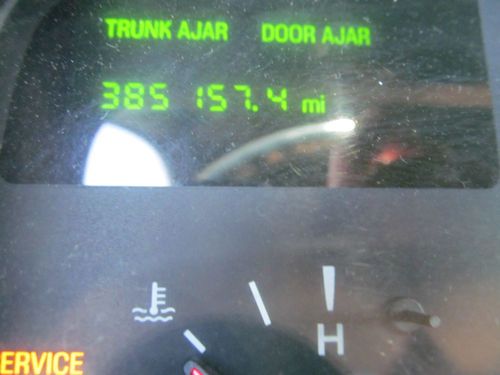 TRUNK AJAR DOOR AJAR
385 157.4 mi
H
ERVICE